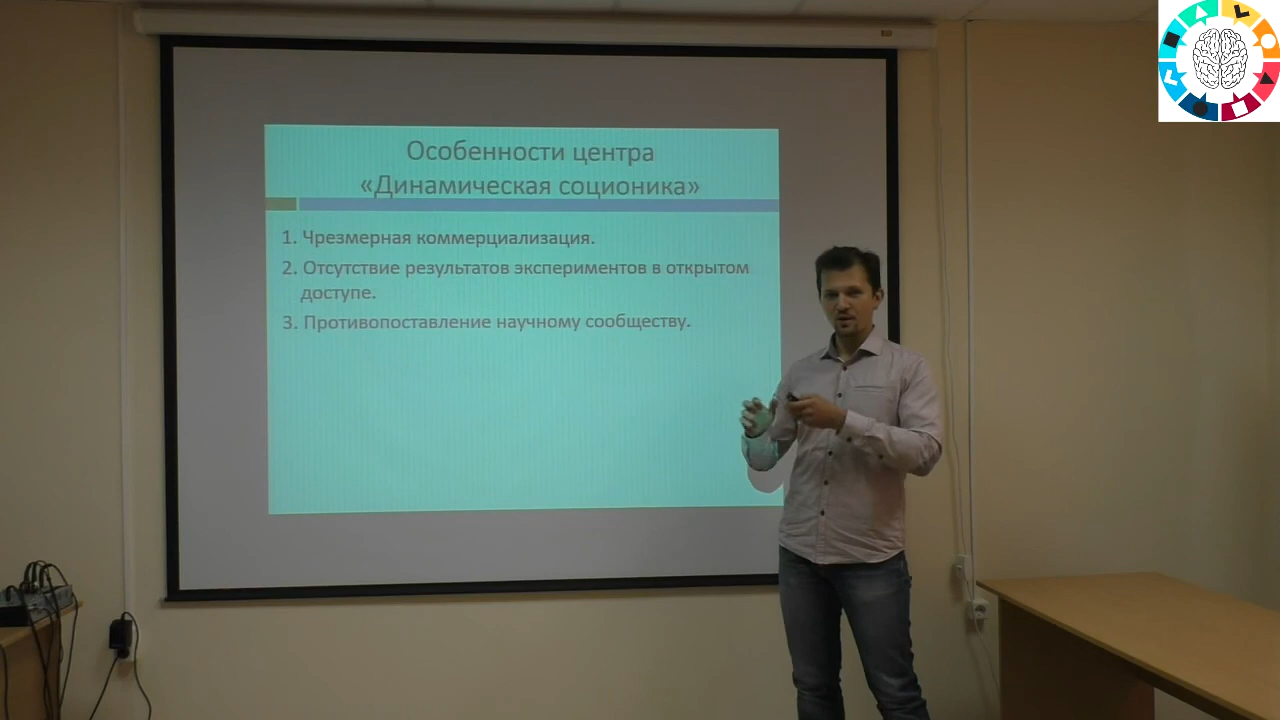 Особенности центра
«Динамическая соционика»
1. Чрезмерная коммерциализация.
2. Отсутствие результатов экспериментов в открытом
доступе.
3. Противопоставление научному сообществу.